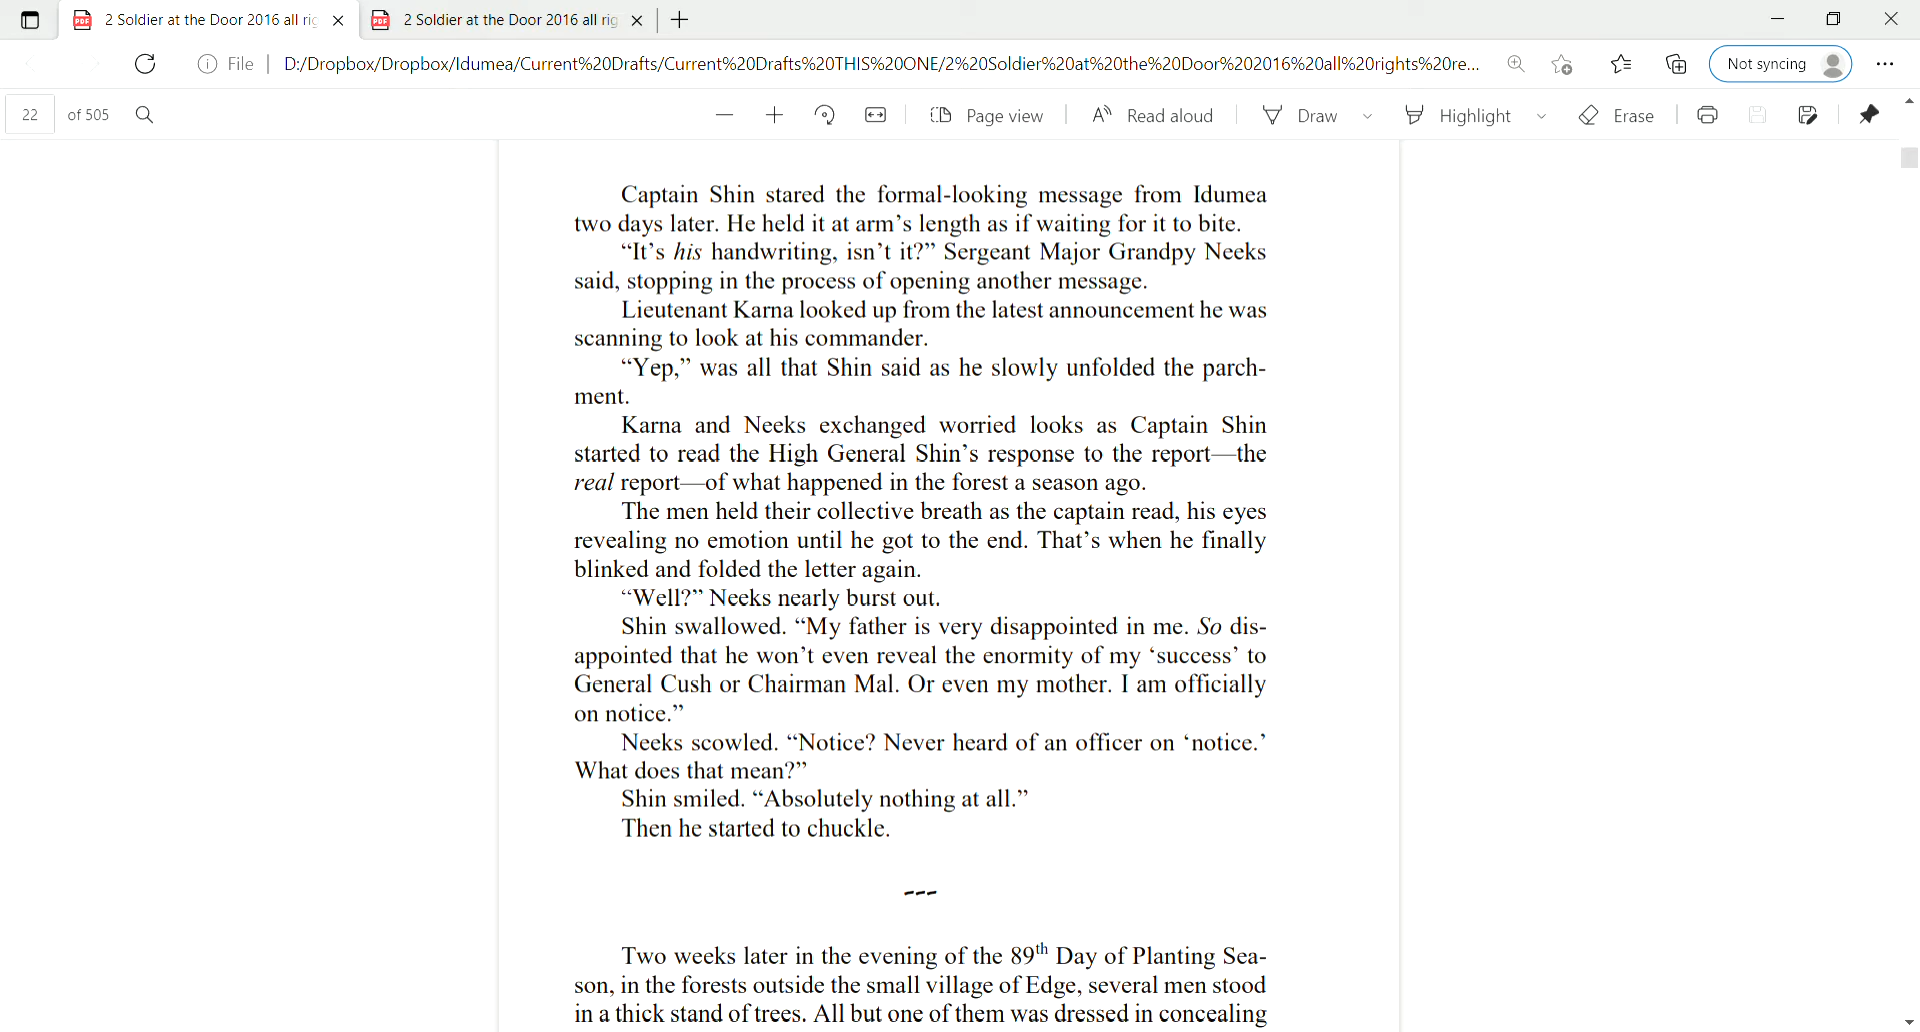 2 Soldier at the Door 2016 all rig
2 Soldier at the Door 2016 all rig
File
D:/Dropbox/Dropbox/Idumea/Current%20Drafts/Current%20Drafts%20THIS%20ONE/2%20Soldier%20at%20the%20Door%202016%20all%20rights%20re...
Not syncing
22 of 505
Page view
Read aloud
Draw
Highlight
Erase
Captain Shin stared the formal-looking message from Idumea
two days later. He held it at arm’s length as if waiting for it to bite.
“It’s his handwriting, isn’t it?” Sergeant Major Grandpy Neeks
said, stopping in the process of opening another message.
Lieutenant Karna looked up from the latest announcement he was
scanning to look at his commander.
“Yep,” was all that Shin said as he slowly unfolded the parch-
ment.
Karna and Neeks exchanged worried looks as Captain Shin
started to read the High General Shin’s response to the report—the
real report—of what happened in the forest a season ago.
The men held their collective breath as the captain read, his eyes
revealing no emotion until he got to the end. That’s when he finally
blinked and folded the letter again.
“Well?” Neeks nearly burst out.
Shin swallowed. “My father is very disappointed in me. So dis-
appointed that he won’t even reveal the enormity of my ‘success’ to
General Cush or Chairman Mal. Or even my mother. I am officially
on notice.”
Neeks scowled. “Notice? Never heard of an officer on ‘notice.’
What does that mean?”
Shin smiled. “Absolutely nothing at all.”
Then he started to chuckle.
---
Two weeks later in the evening of the 89th Day of Planting Sea-
son, in the forests outside the small village of Edge, several men stood
in a thick stand of trees. All but one of them was dressed in concealing